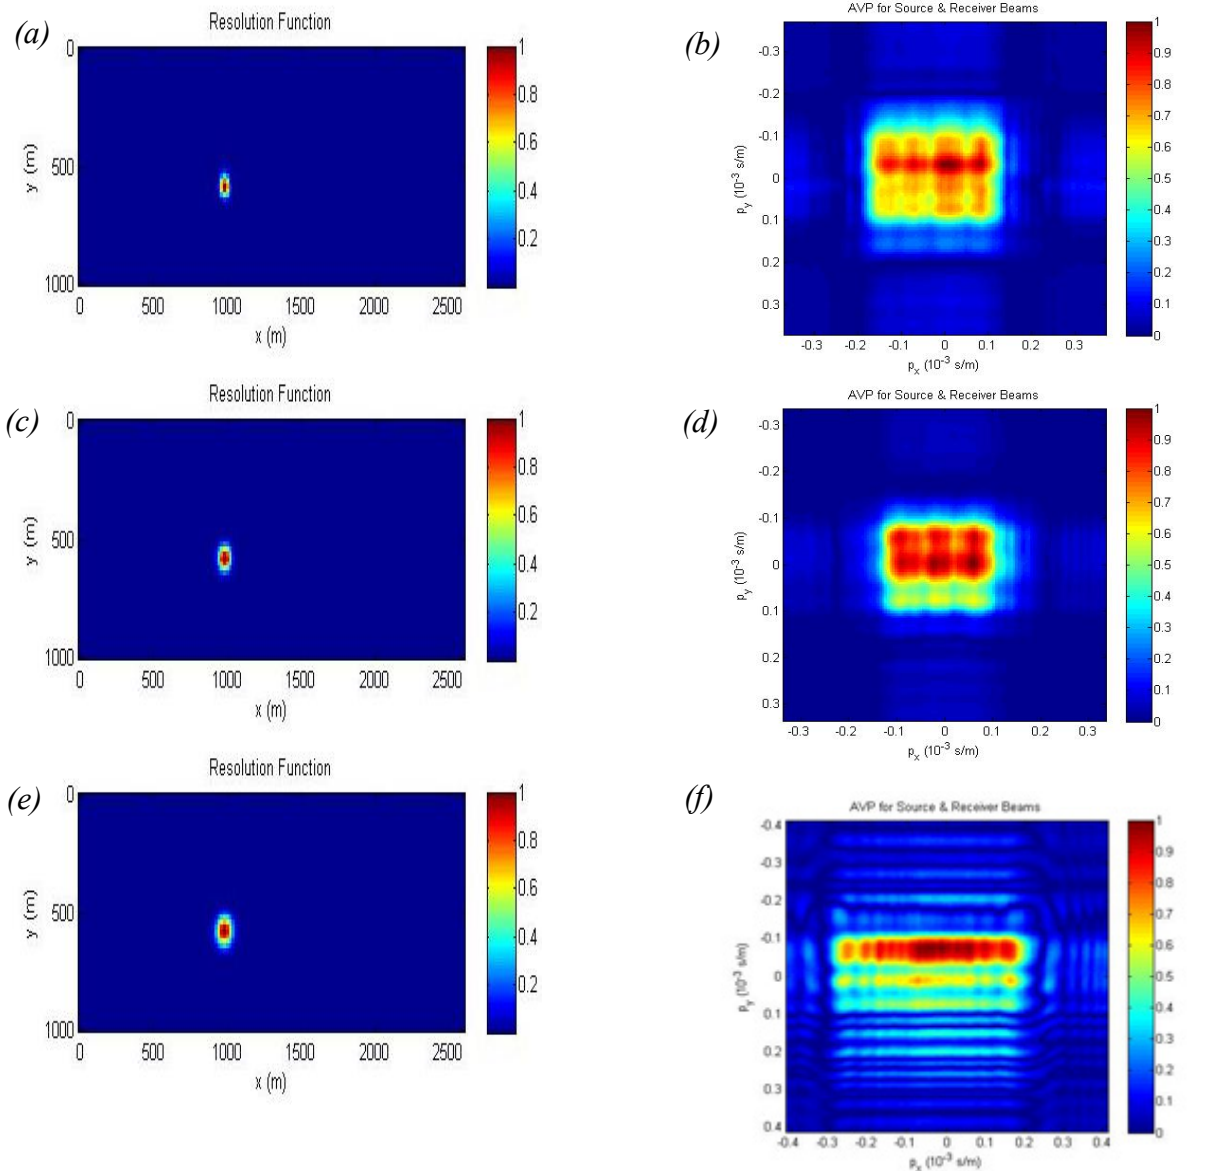 (a)
Resolution Function
0
500
1000
y (m)
0 500 1000 1500 2000 2500
x (m)
1
0.8
0.6
0.4
0.2
(b)
AVP for Source & Receiver Beams
-0.3
-0.2
-0.1
0
0.1
0.2
0.3
p_y (10^-3 s/m)
-0.3 -0.2 -0.1 0 0.1 0.2 0.3
p_x (10^-3 s/m)
1
0.9
0.8
0.7
0.6
0.5
0.4
0.3
0.2
0.1
0
(c)
Resolution Function
0
500
1000
y (m)
0 500 1000 1500 2000 2500
x (m)
1
0.8
0.6
0.4
0.2
(d)
AVP for Source & Receiver Beams
-0.3
-0.2
-0.1
0
0.1
0.2
0.3
p_y (10^-3 s/m)
-0.3 -0.2 -0.1 0 0.1 0.2 0.3
p_x (10^-3 s/m)
1
0.9
0.8
0.7
0.6
0.5
0.4
0.3
0.2
0.1
0
(e)
Resolution Function
0
500
1000
y (m)
0 500 1000 1500 2000 2500
x (m)
1
0.8
0.6
0.4
0.2
(f)
AVP for Source & Receiver Beams
-0.4
-0.3
-0.2
-0.1
0
0.1
0.2
0.3
0.4
p_y (10^-3 s/m)
-0.4 -0.3 -0.2 -0.1 0 0.1 0.2 0.3 0.4
p_x (10^-3 s/m)
1
0.9
0.8
0.7
0.6
0.5
0.4
0.3
0.2
0.1
0